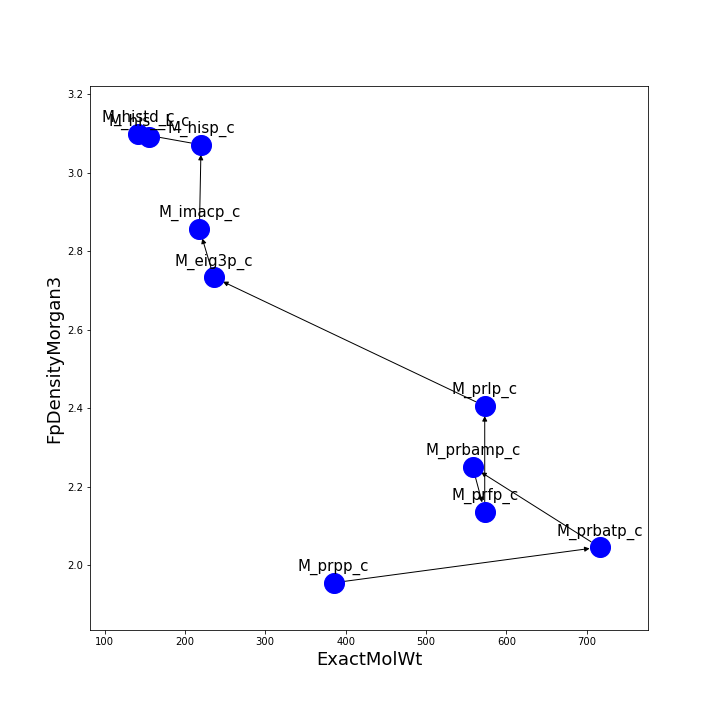 3.2
M_histd_c
M_hisp_c
3.0
M_imacp_c
2.8
M_eig3p_c
2.6
FpDensityMorgan3
M_prlp_c
2.4
M_prbamp_c
2.2
M_prfp_c
M_prbatp_c
2.0
M_prpp_c
100 200 300 400 500 600 700
ExactMolWt